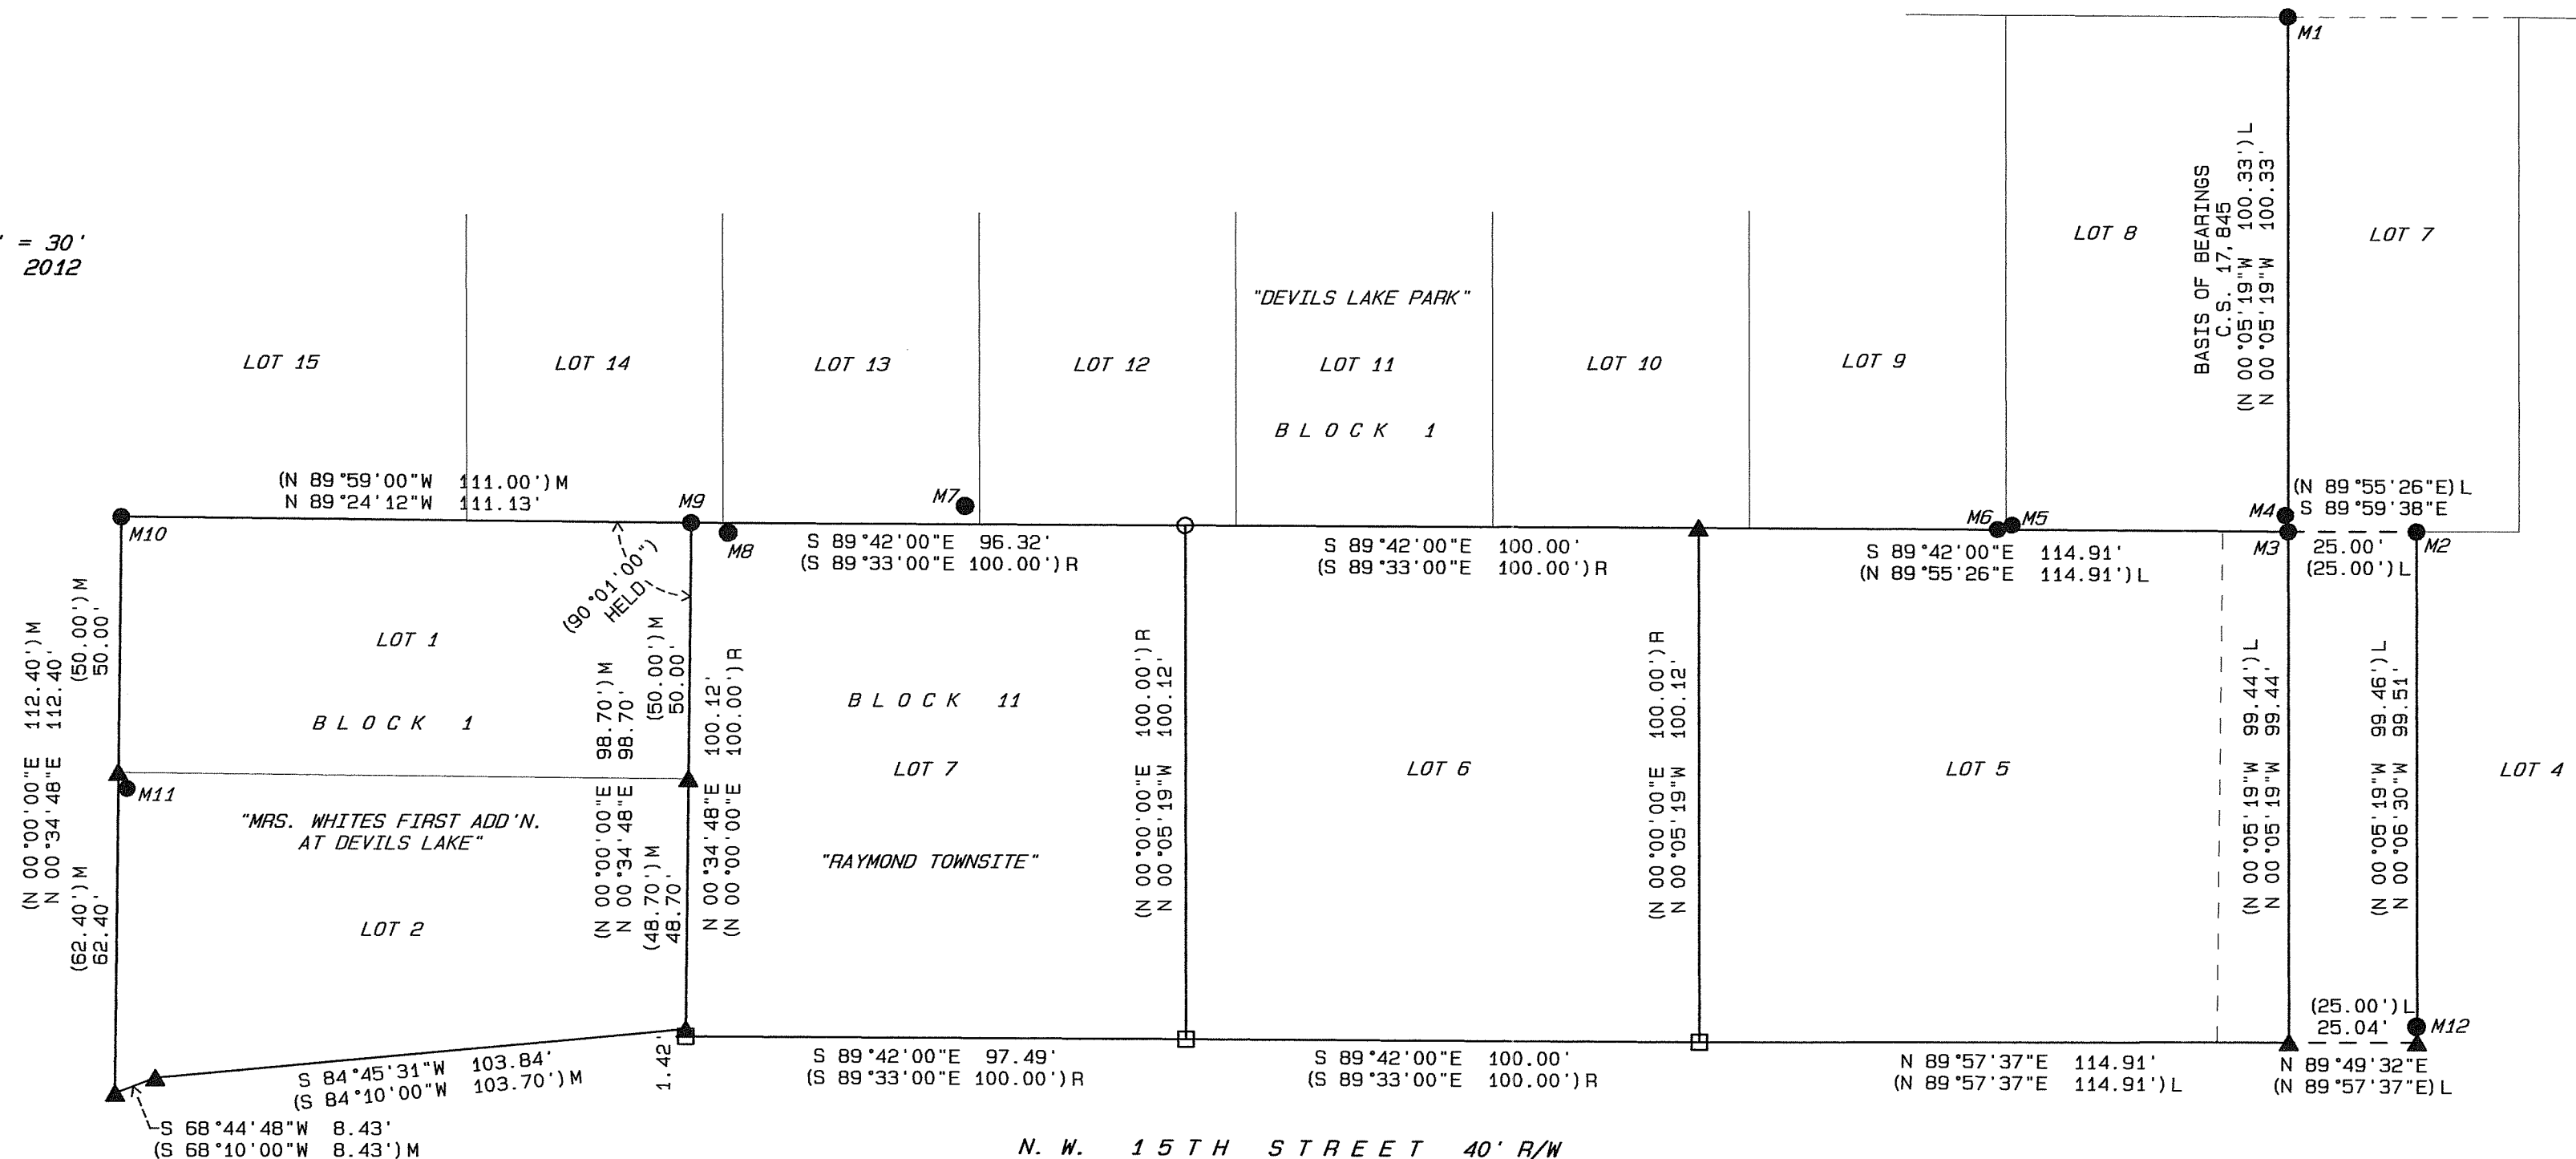 M1
' = 30'
2012
LOT 15
LOT 14
LOT 13
LOT 12
"DEVILS LAKE PARK"
LOT 11
BLOCK 1
LOT 10
LOT 9
LOT 8
BASIS OF BEARINGS
C.S. 17,845
(N 00°05'19"W 100.33')L
N 00°05'19"W 100.33'
LOT 7
(N 89°59'00"W 111.00')M
N 89°24'12"W 111.13'
M10
M9
M8
M7
M6
M5
M4
M3
M2
(N 89°55'26"E)L
S 89°59'38"E
25.00'
(25.00')L
S 89°42'00"E 96.32'
(S 89°33'00"E 100.00')R
S 89°42'00"E 100.00'
(S 89°33'00"E 100.00')R
S 89°42'00"E 114.91'
(N 89°55'26"E 114.91')L
(90°01'00")
HELD
(N 00°00'00"E 112.40')M
N 00°34'48"E 112.40'
(50.00')M
50.00'
(62.40')M
62.40'
LOT 1
BLOCK 1
M11
"MRS. WHITES FIRST ADD'N.
AT DEVILS LAKE"
LOT 2
(N 00°00'00"E 98.70')M
N 00°34'48"E 98.70'
(50.00')M
50.00'
(48.70')M
48.70'
N 00°34'48"E 100.12'
(N 00°00'00"E 100.00')R
BLOCK 11
LOT 7
"RAYMOND TOWNSITE"
(N 00°00'00"E 100.00')R
N 00°05'19"W 100.12'
LOT 6
(N 00°00'00"E 100.00')R
N 00°05'19"W 100.12'
LOT 5
(N 00°05'19"W 99.44')L
N 00°05'19"W 99.44'
(N 00°05'19"W 99.46')L
N 00°06'30"W 99.51'
LOT 4
(25.00')L
25.04'
M12
S 84°45'31"W 103.84'
(S 84°10'00"W 103.70')M
1.42'
S 89°42'00"E 97.49'
(S 89°33'00"E 100.00')R
S 89°42'00"E 100.00'
(S 89°33'00"E 100.00')R
N 89°57'37"E 114.91'
(N 89°57'37"E 114.91')L
N 89°49'32"E
(N 89°57'37"E)L
S 68°44'48"W 8.43'
(S 68°10'00"W 8.43')M
N. W. 15TH STREET 40' R/W